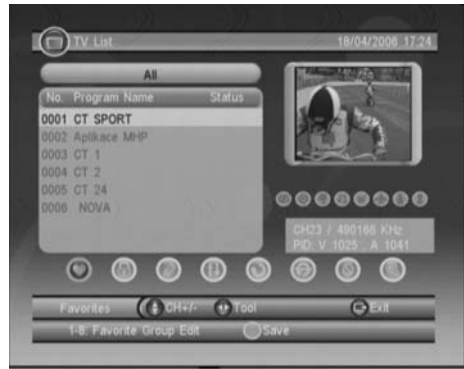 TV List 18/04/2006 17:24
All
No. Program Name Status
0001 CT SPORT
0002 Aplikace MHP
0003 CT 1
0004 CT 2
0005 CT 24
0006 NOVA
CH23 / 490166 KHz
PID: V 1025 , A 1041
Favorites CH+/- Tool Exit
1-8: Favorite Group Edit Save